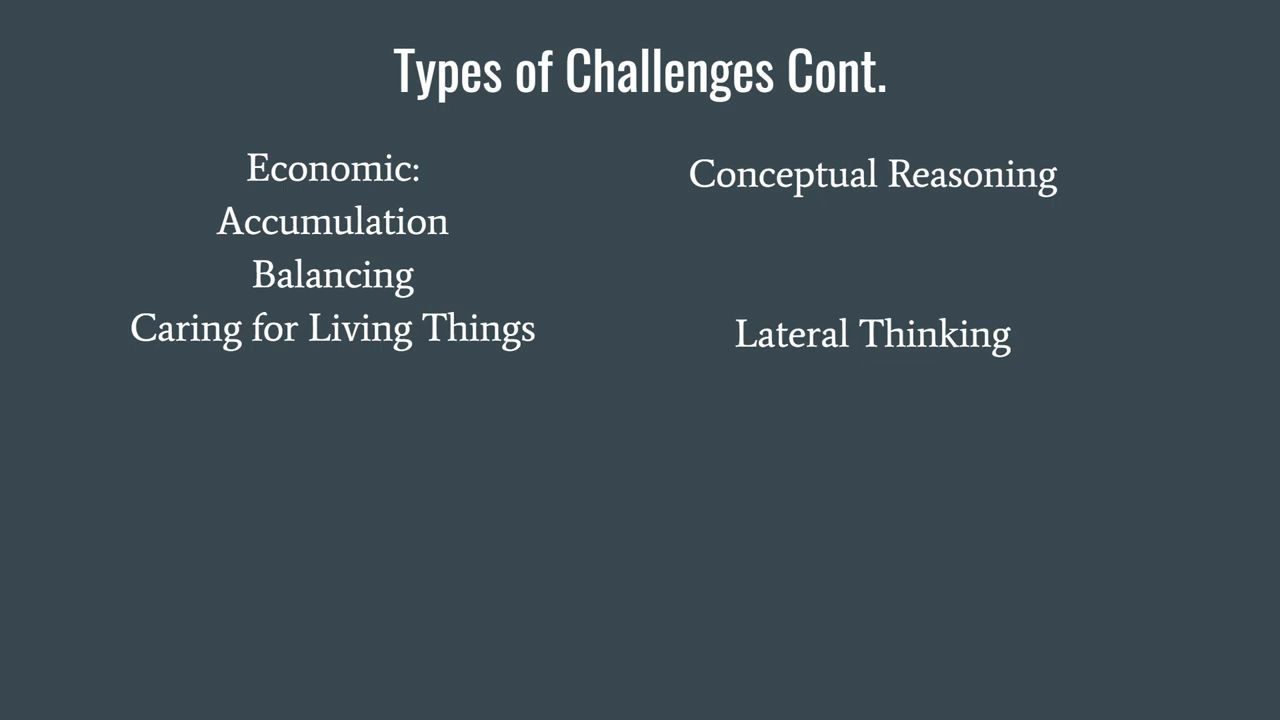 Types of Challenges Cont.
Economic:
Accumulation
Balancing
Caring for Living Things
Conceptual Reasoning
Lateral Thinking